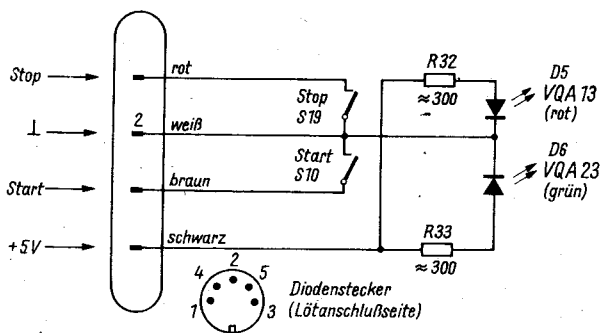 Stop
rot
⊥
2
weiß
Start
braun
+5V
schwarz
Stop
S19
Start
S10
R32
≈300
D5
VQA 13
(rot)
D6
VQA 23
(grün)
R33
≈300
4
2
5
1
3
Diodenstecker
(Lötanschlußseite)